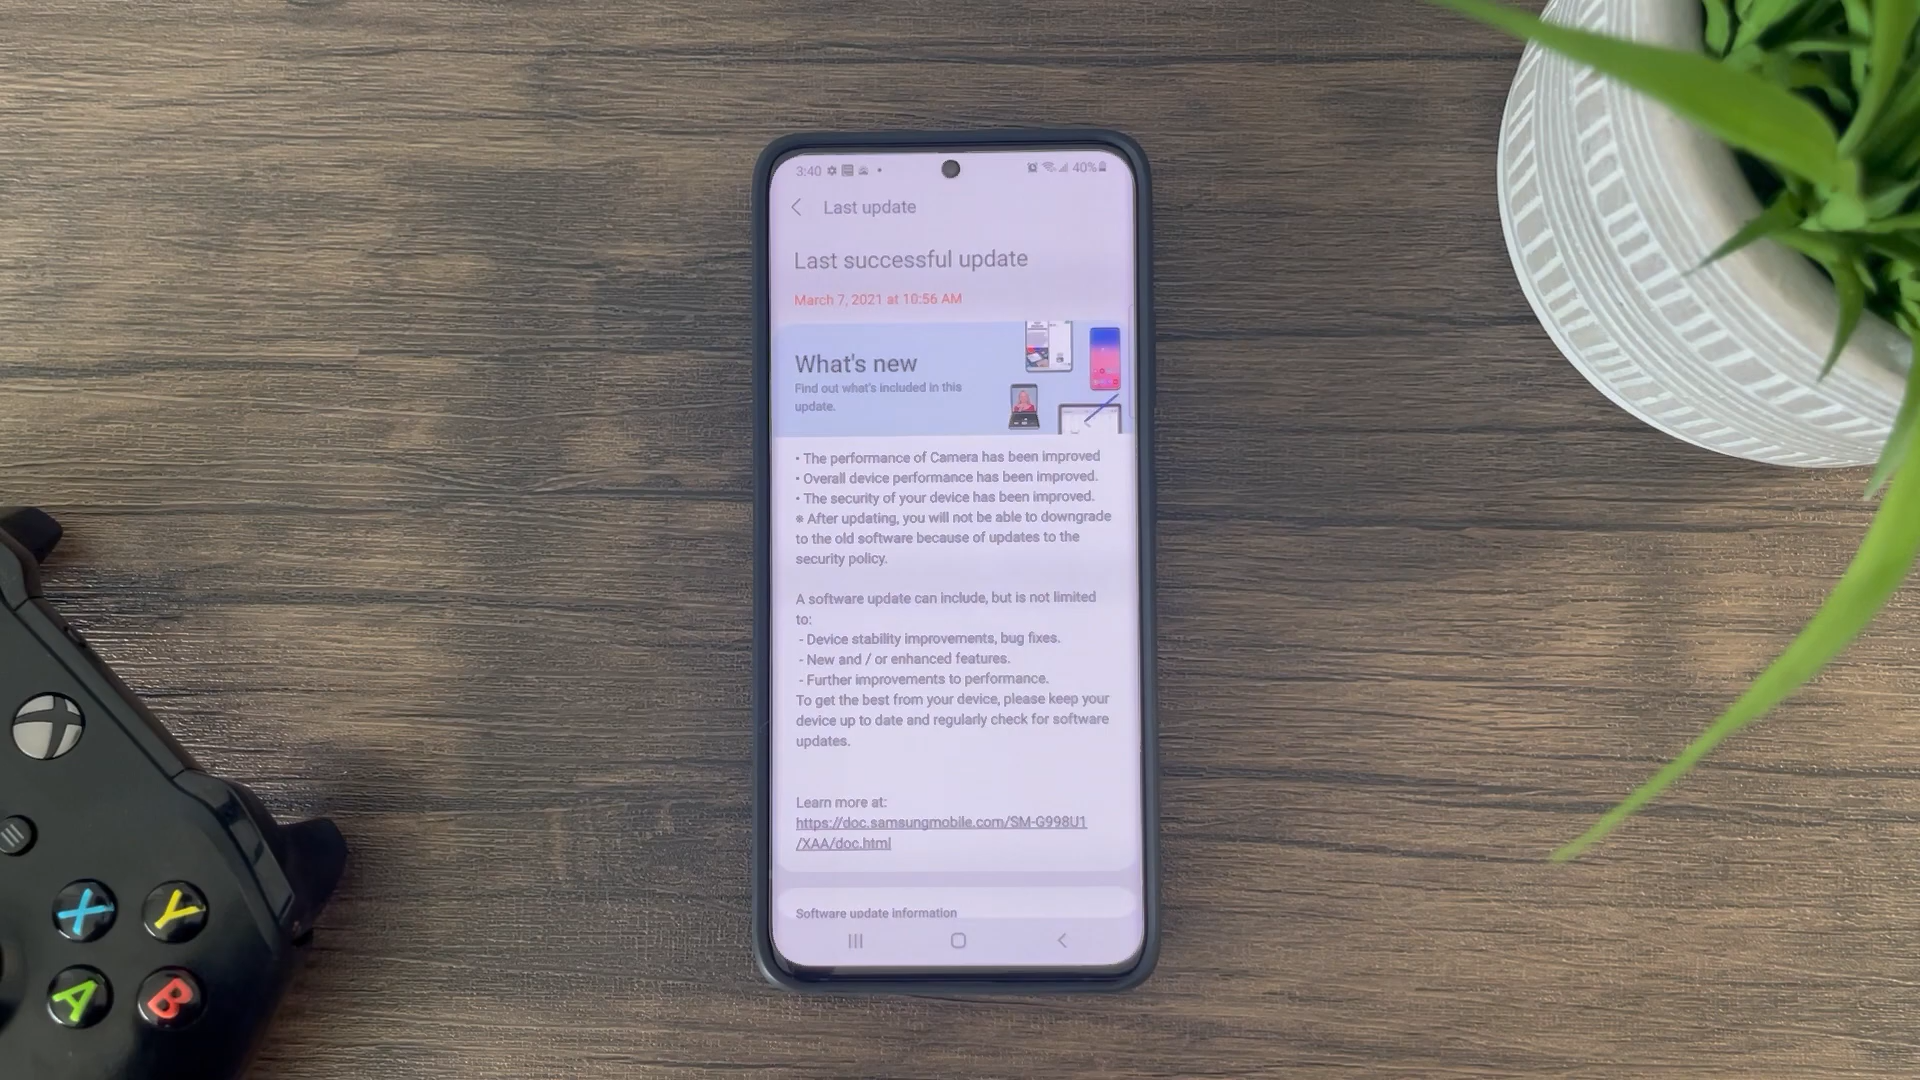 3:40
40%
Last update
Last successful update
March 7, 2021 at 10:56 AM
What's new
Find out what's included in this
update.
• The performance of Camera has been improved
• Overall device performance has been improved.
• The security of your device has been improved.
※ After updating, you will not be able to downgrade
to the old software because of updates to the
security policy.
A software update can include, but is not limited
to:
- Device stability improvements, bug fixes.
- New and / or enhanced features.
- Further improvements to performance.
To get the best from your device, please keep your
device up to date and regularly check for software
updates.
Learn more at:
https://doc.samsungmobile.com/SM-G998U1
/XAA/doc.html
Software update information
X
Y
A
B